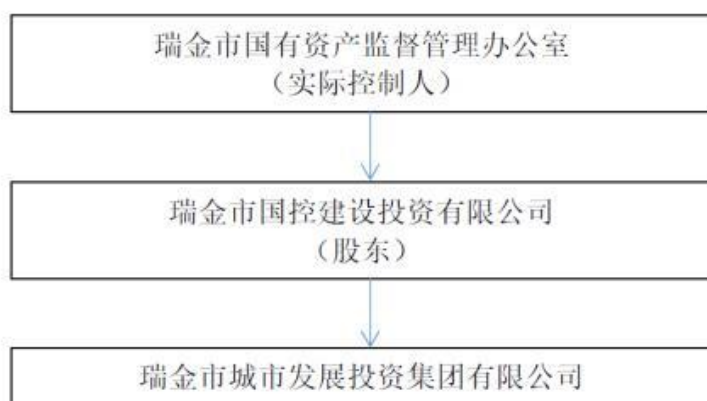 瑞金市国有资产监督管理办公室
（实际控制人）
瑞金市国控建设投资有限公司
（股东）
瑞金市城市发展投资集团有限公司